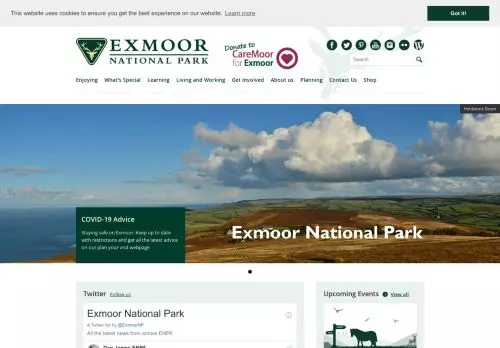 This website uses cookies to ensure you get the best experience on our website. Learn more
Got it!
EXMOOR
NATIONAL PARK
Donate to
CareMoor
for Exmoor
Search
Enjoying What's Special Learning Living and Working Get involved About us Planning Contact Us Shop
Holdstone Down
COVID-19 Advice
Staying safe on Exmoor. Keep up to date
with restrictions and get all the latest advice
on our plan your visit webpage
Exmoor National Park
Twitter Follow us
Upcoming Events View all
Exmoor National Park
A Twitter list by @ExmoorNP
All the latest news from across ENPA
Dan James ENPA